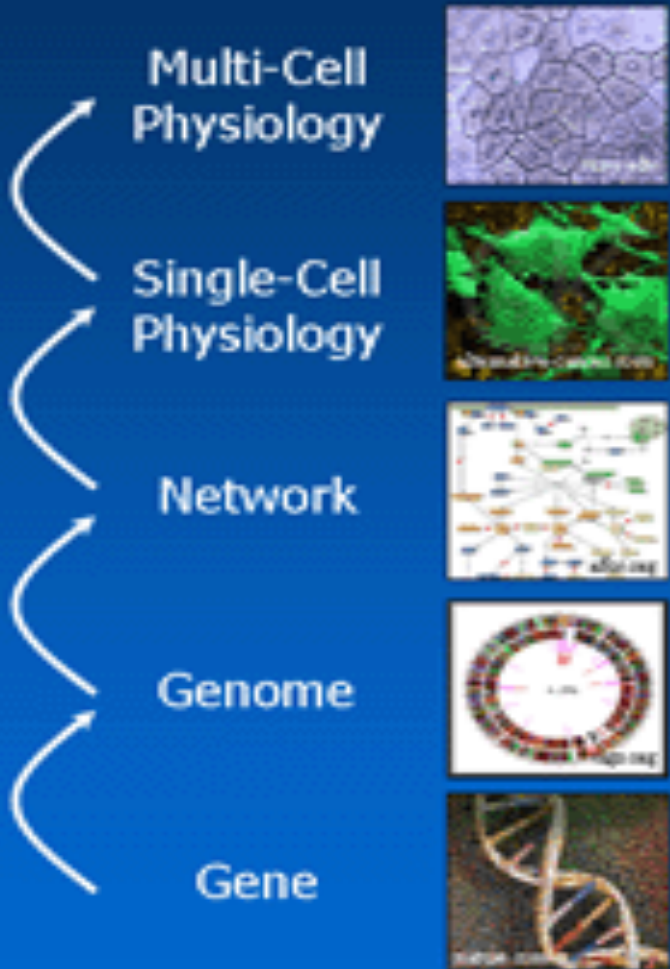 Multi-Cell
Physiology
Single-Cell
Physiology
Network
Genome
Gene